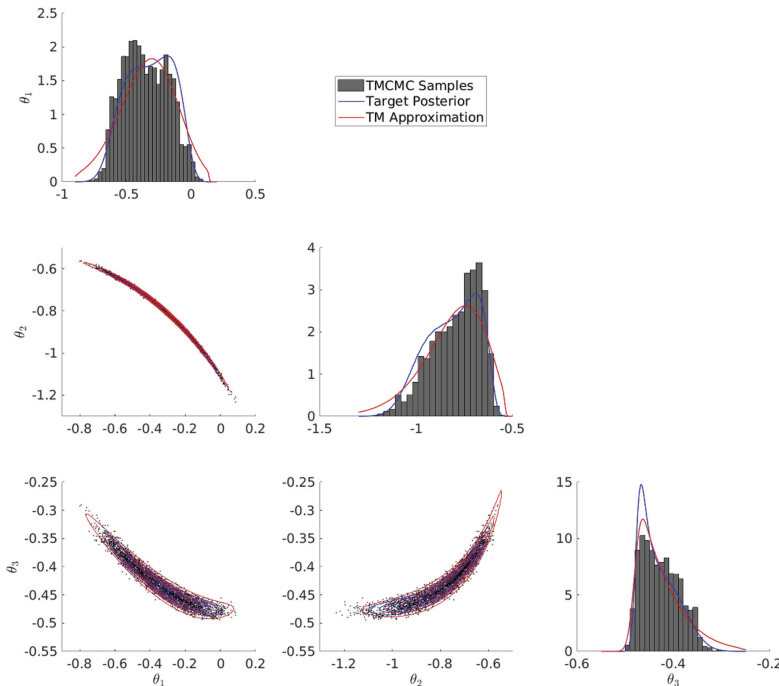 2.5
2
1.5
1
0.5
0
-1 -0.5 0 0.5
θ1
TMCMC Samples
Target Posterior
TM Approximation
-0.6
-0.8
-1
-1.2
-0.8 -0.6 -0.4 -0.2 0 0.2
θ2
4
3
2
1
0
-1.5 -1 -0.5
-0.25
-0.3
-0.35
-0.4
-0.45
-0.5
-0.55
-0.8 -0.6 -0.4 -0.2 0 0.2
θ3
θ1
-0.25
-0.3
-0.35
-0.4
-0.45
-0.5
-0.55
-1.2 -1 -0.8 -0.6
θ2
15
10
5
0
-0.6 -0.4 -0.2
θ3